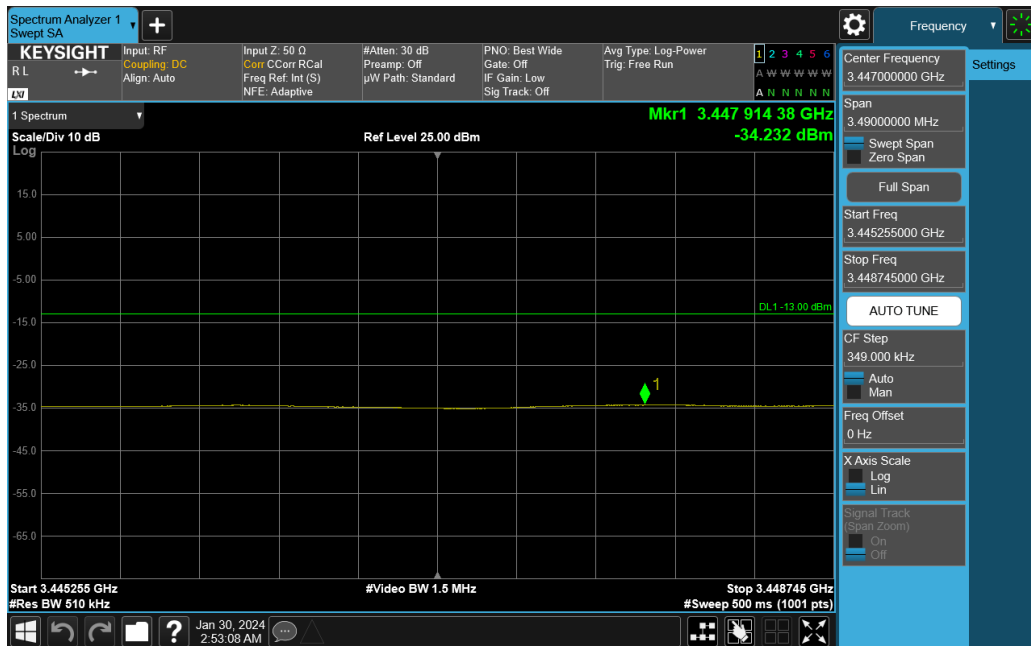 Spectrum Analyzer 1
Swept SA
Frequency
KEYSIGHT
RL
LXI
Input: RF
Coupling: DC
Align: Auto
Input Z: 50 Ω
Corr CCorr RCal
Freq Ref: Int (S)
NFE: Adaptive
#Atten: 30 dB
Preamp: Off
µW Path: Standard
PNO: Best Wide
Gate: Off
IF Gain: Low
Sig Track: Off
Avg Type: Log-Power
Trig: Free Run
1 2 3 4 5 6
A W W W W W
A N N N N N
1 Spectrum
Scale/Div 10 dB
Log
Ref Level 25.00 dBm
Mkr1 3.447 914 38 GHz
-34.232 dBm
15.0
5.00
-5.00
DL1 -13.00 dBm
-15.0
-25.0
1
-35.0
-45.0
-55.0
-65.0
Start 3.445255 GHz
#Res BW 510 kHz
#Video BW 1.5 MHz
Stop 3.448745 GHz
#Sweep 500 ms (1001 pts)
Center Frequency
3.447000000 GHz
Settings
Span
3.49000000 MHz
Swept Span
Zero Span
Full Span
Start Freq
3.445255000 GHz
Stop Freq
3.448745000 GHz
AUTO TUNE
CF Step
349.000 kHz
Auto
Man
Freq Offset
0 Hz
X Axis Scale
Log
Lin
Signal Track
(Span Zoom)
On
Off
?
Jan 30, 2024
2:53:08 AM